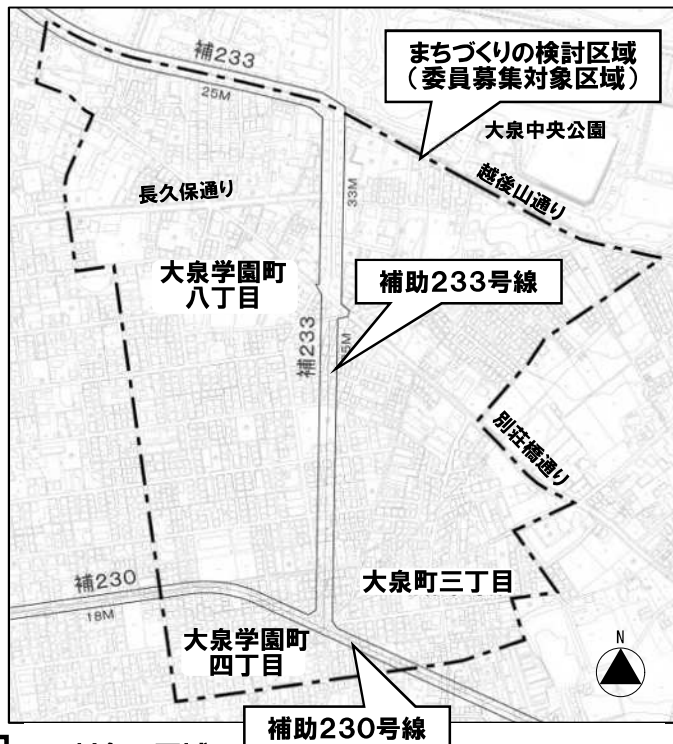 補233
25M
まちづくりの検討区域
(委員募集対象区域)
大泉中央公園
越後山通り
長久保通り
33M
大泉学園町
八丁目
補助233号線
補233
5M
別荘橋通り
大泉町三丁目
補230
18M
大泉学園町
四丁目
N
補助230号線